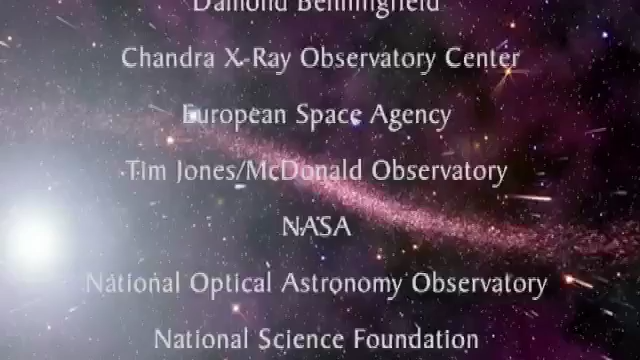 Damond Benningfield
Chandra X-Ray Observatory Center
European Space Agency
Tim Jones/McDonald Observatory
NASA
National Optical Astronomy Observatory
National Science Foundation